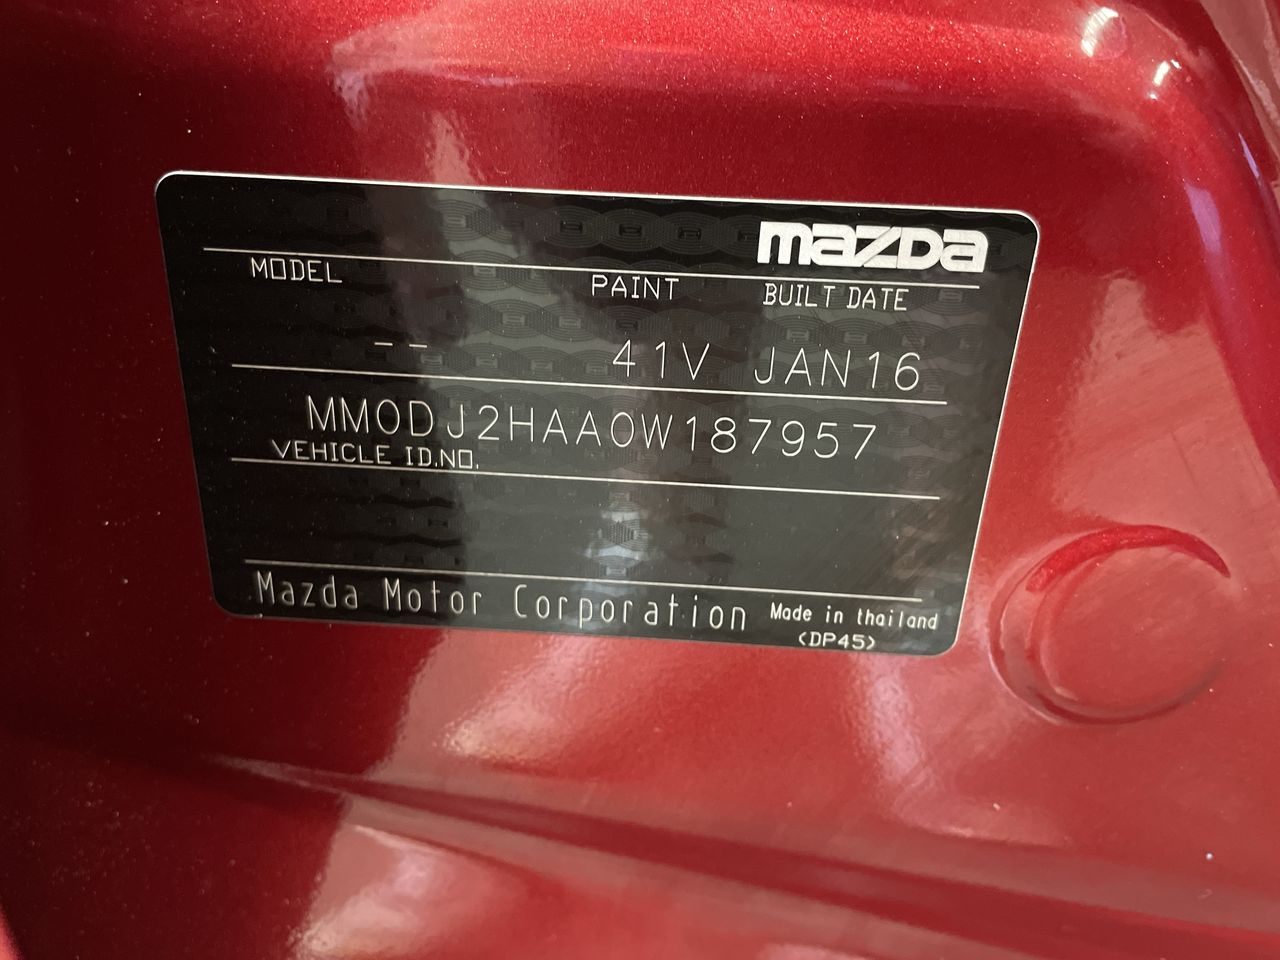 mazda
MODEL PAINT BUILT DATE
-- 41V JAN16
MM0DJ2HAA0W187957
VEHICLE ID.NO.
Mazda Motor Corporation Made in thailand
(DP45)